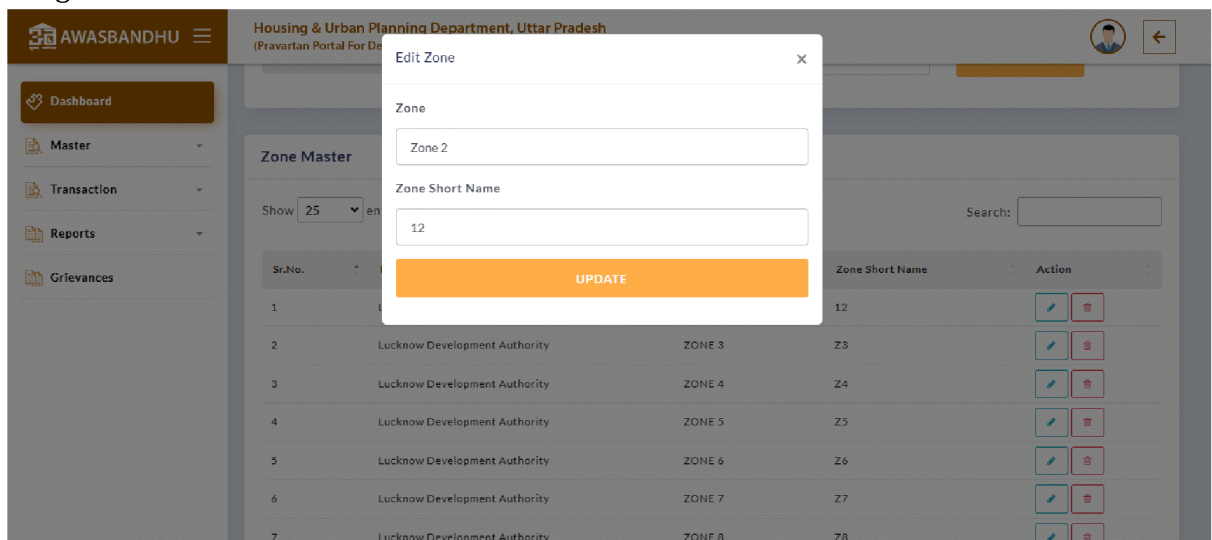 AWASBANDHU
Housing & Urban Planning Department, Uttar Pradesh
(Pravartan Portal For De
Edit Zone
×
Dashboard
Master
Transaction
Reports
Grievances
Zone
Zone 2
Zone Short Name
12
UPDATE
Zone Master
Show 25 en
Search:
Sr.No.
Zone Short Name
Action
1
12
2 Lucknow Development Authority ZONE 3 Z3
3 Lucknow Development Authority ZONE 4 Z4
4 Lucknow Development Authority ZONE 5 Z5
5 Lucknow Development Authority ZONE 6 Z6
6 Lucknow Development Authority ZONE 7 Z7
7 Lucknow Development Authority ZONE 8 Z8